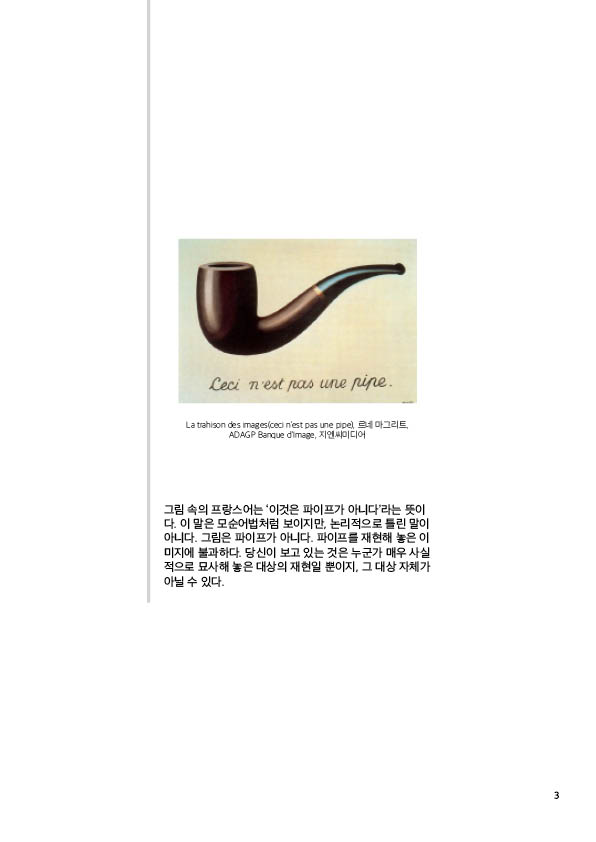 Ceci n'est pas une pipe.
La trahison des images(ceci n’est pas une pipe), 르네 마그리트,
ADAGP Banque d’Image, 지엔씨미디어
그림 속의 프랑스어는 ‘이것은 파이프가 아니다’라는 뜻이
다. 이 말은 모순어법처럼 보이지만, 논리적으로 틀린 말이
아니다. 그림은 파이프가 아니다. 파이프를 재현해 놓은 이
미지에 불과하다. 당신이 보고 있는 것은 누군가 매우 사실
적으로 묘사해 놓은 대상의 재현일 뿐이지, 그 대상 자체가
아닐 수 있다.
3